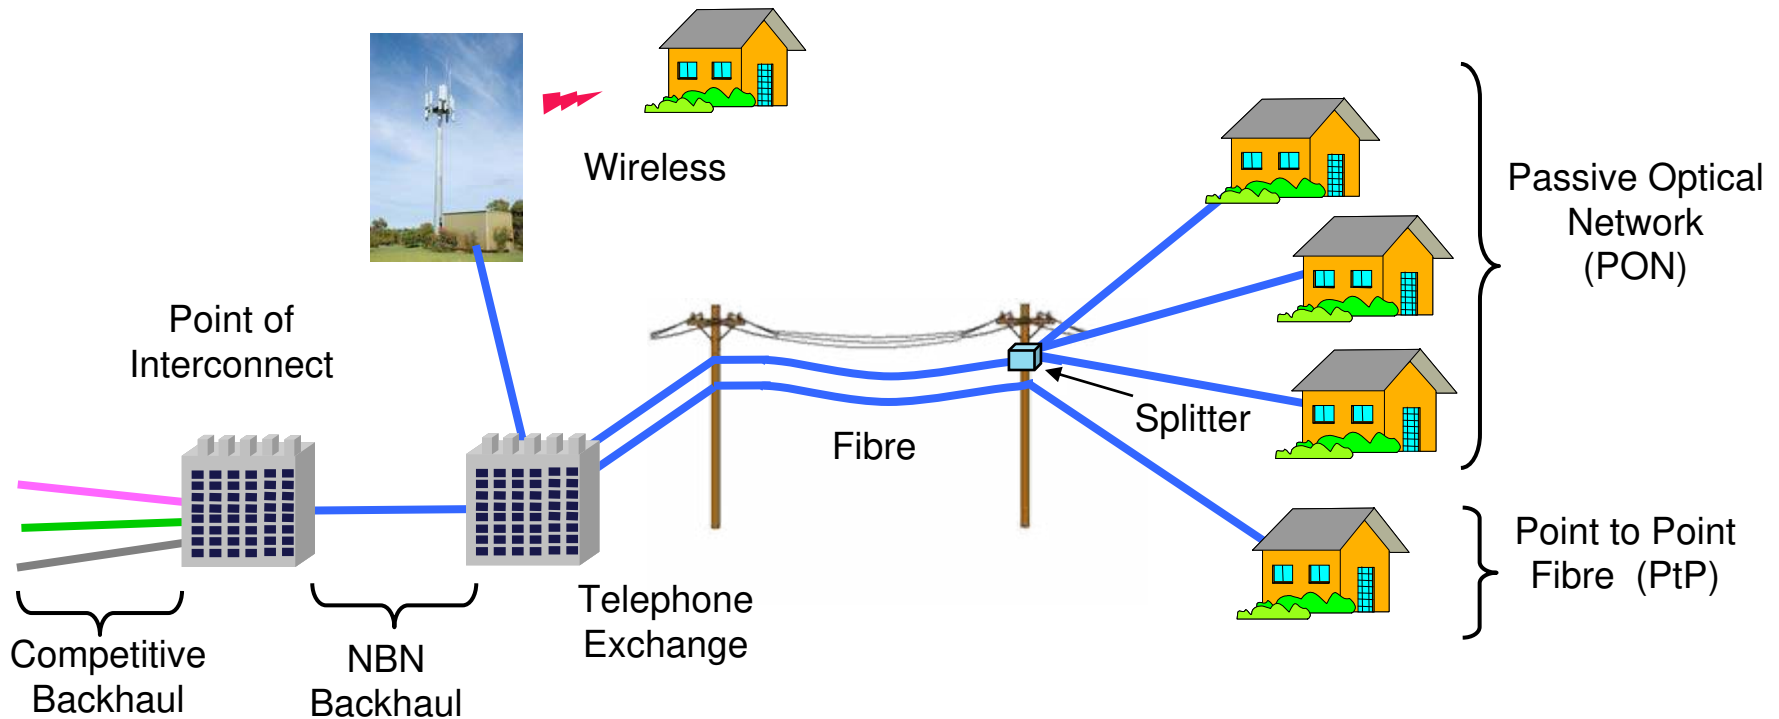 Wireless
Passive Optical
Network
(PON)
Point of
Interconnect
Splitter
Fibre
Point to Point
Fibre (PtP)
Telephone
Exchange
Competitive
Backhaul
NBN
Backhaul